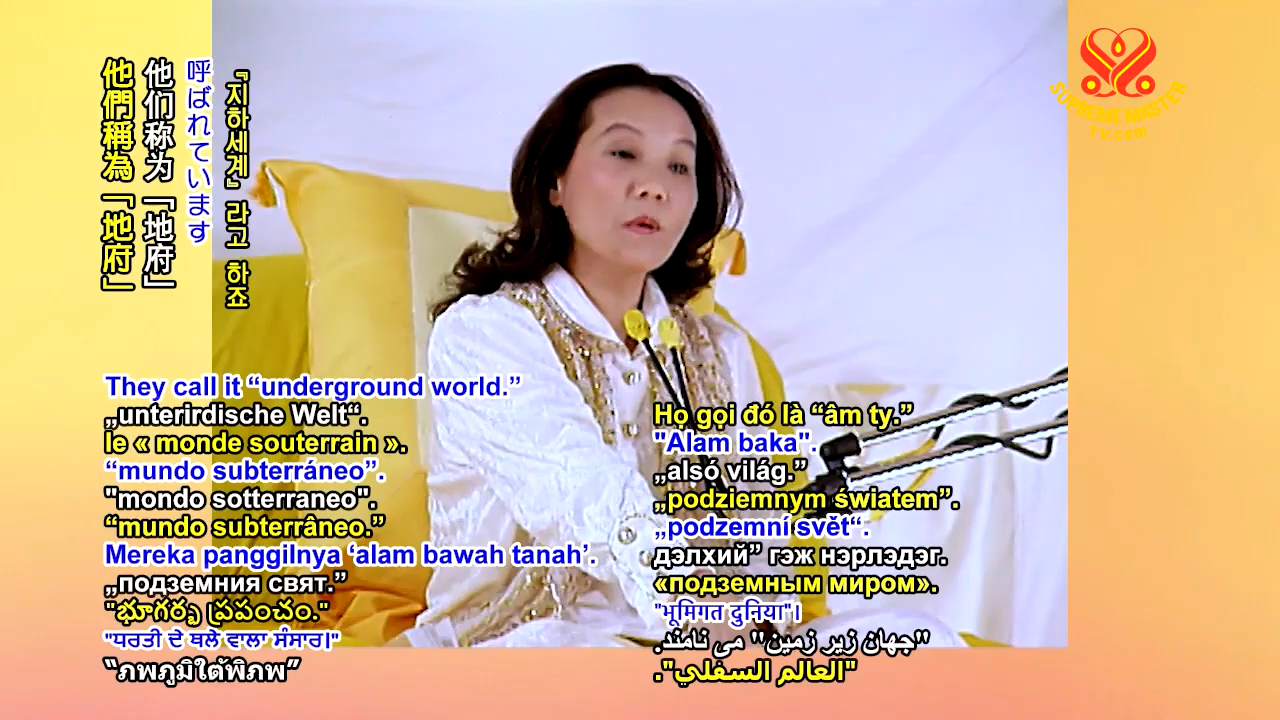 『지하세계』라고 하죠
呼ばれています
他们称为「地府」
他們稱為「地府」
SUPREME MASTER
TV.com
They call it “underground world.”
„unterirdische Welt“.
le « monde souterrain ».
“mundo subterráneo”.
"mondo sotterraneo".
“mundo subterrâneo.”
Mereka panggilnya ‘alam bawah tanah’.
„подземния свят.”
"భూగర్భ ప్రపంచం."
"ਧਰਤੀ ਦੇ ਥਲੇ ਵਾਲਾ ਸੰਸਾਰ।"
“ภพภูมิใต้พิภพ”
Họ gọi đó là “âm ty.”
"Alam baka".
„alsó világ.”
„podziemnym światem”.
„podzemní svět“.
дэлхий” гэж нэрлэдэг.
«подземным миром».
"भूमिगत दुनिया"।
"جهان زیر زمین" می نامند.
"العالم السفلي".